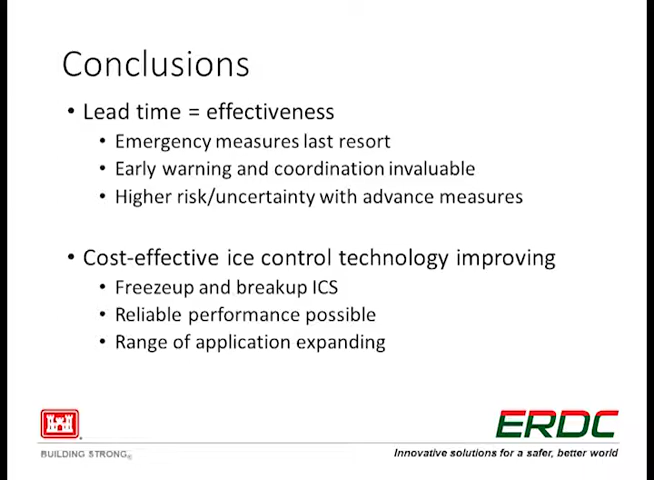 Conclusions
• Lead time = effectiveness
• Emergency measures last resort
• Early warning and coordination invaluable
• Higher risk/uncertainty with advance measures
• Cost-effective ice control technology improving
• Freezeup and breakup ICS
• Reliable performance possible
• Range of application expanding
ERDC
BUILDING STRONG®
Innovative solutions for a safer, better world